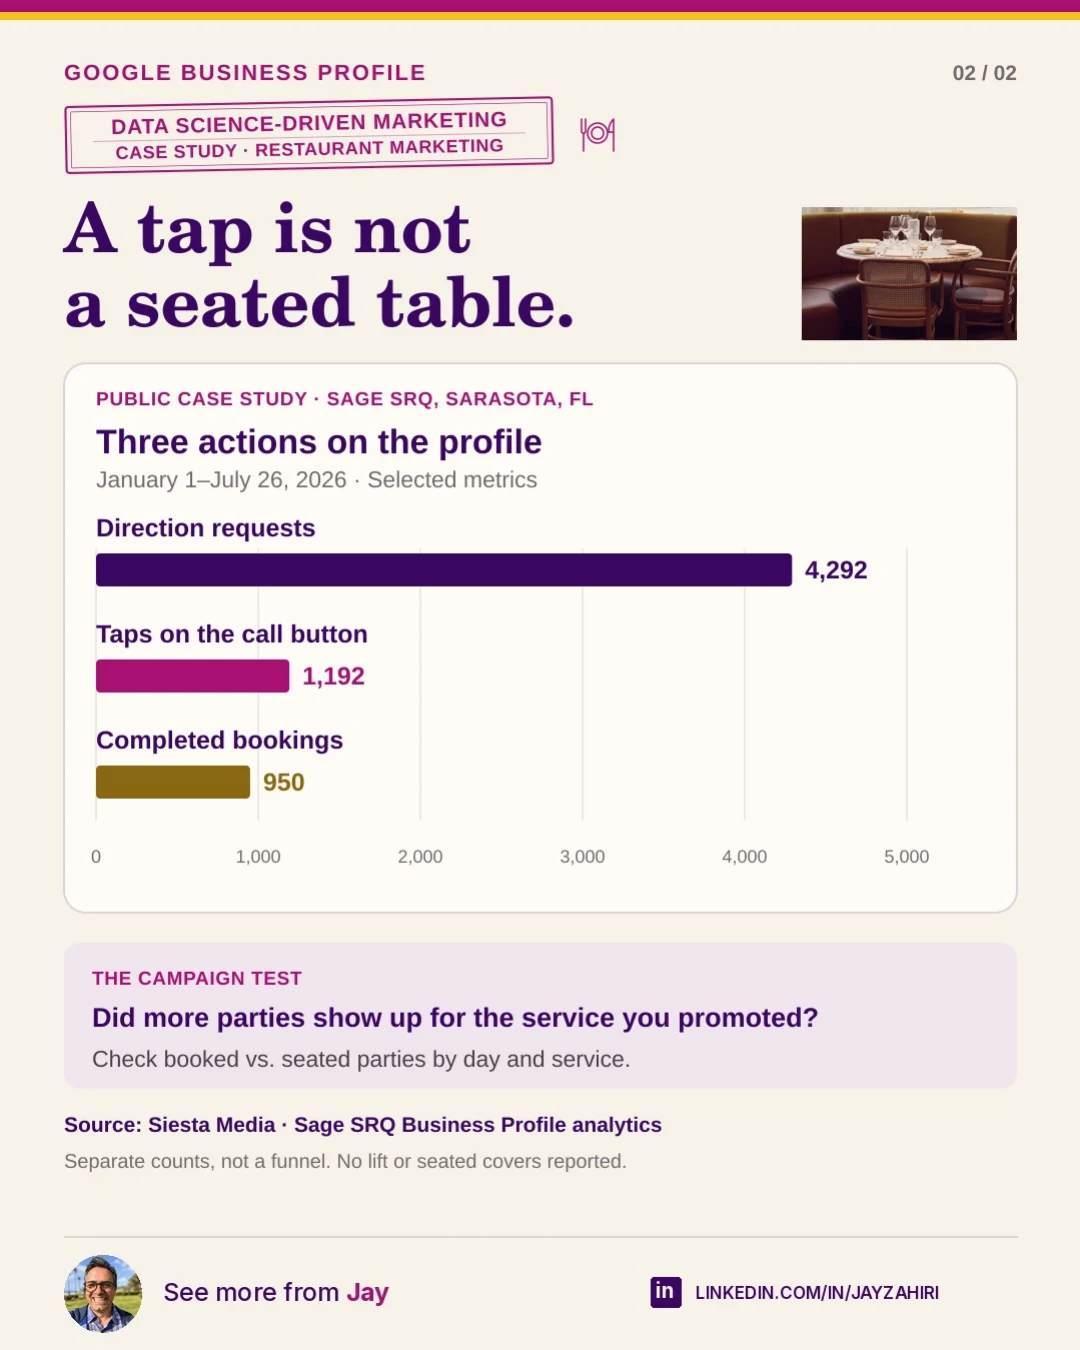 GOOGLE BUSINESS PROFILE
02 / 02
DATA SCIENCE-DRIVEN MARKETING
CASE STUDY · RESTAURANT MARKETING
A tap is not
a seated table.
PUBLIC CASE STUDY · SAGE SRQ, SARASOTA, FL
Three actions on the profile
January 1–July 26, 2026 · Selected metrics
Direction requests
4,292
Taps on the call button
1,192
Completed bookings
950
0 1,000 2,000 3,000 4,000 5,000
THE CAMPAIGN TEST
Did more parties show up for the service you promoted?
Check booked vs. seated parties by day and service.
Source: Siesta Media · Sage SRQ Business Profile analytics
Separate counts, not a funnel. No lift or seated covers reported.
See more from Jay
in LINKEDIN.COM/IN/JAYZAHIRI